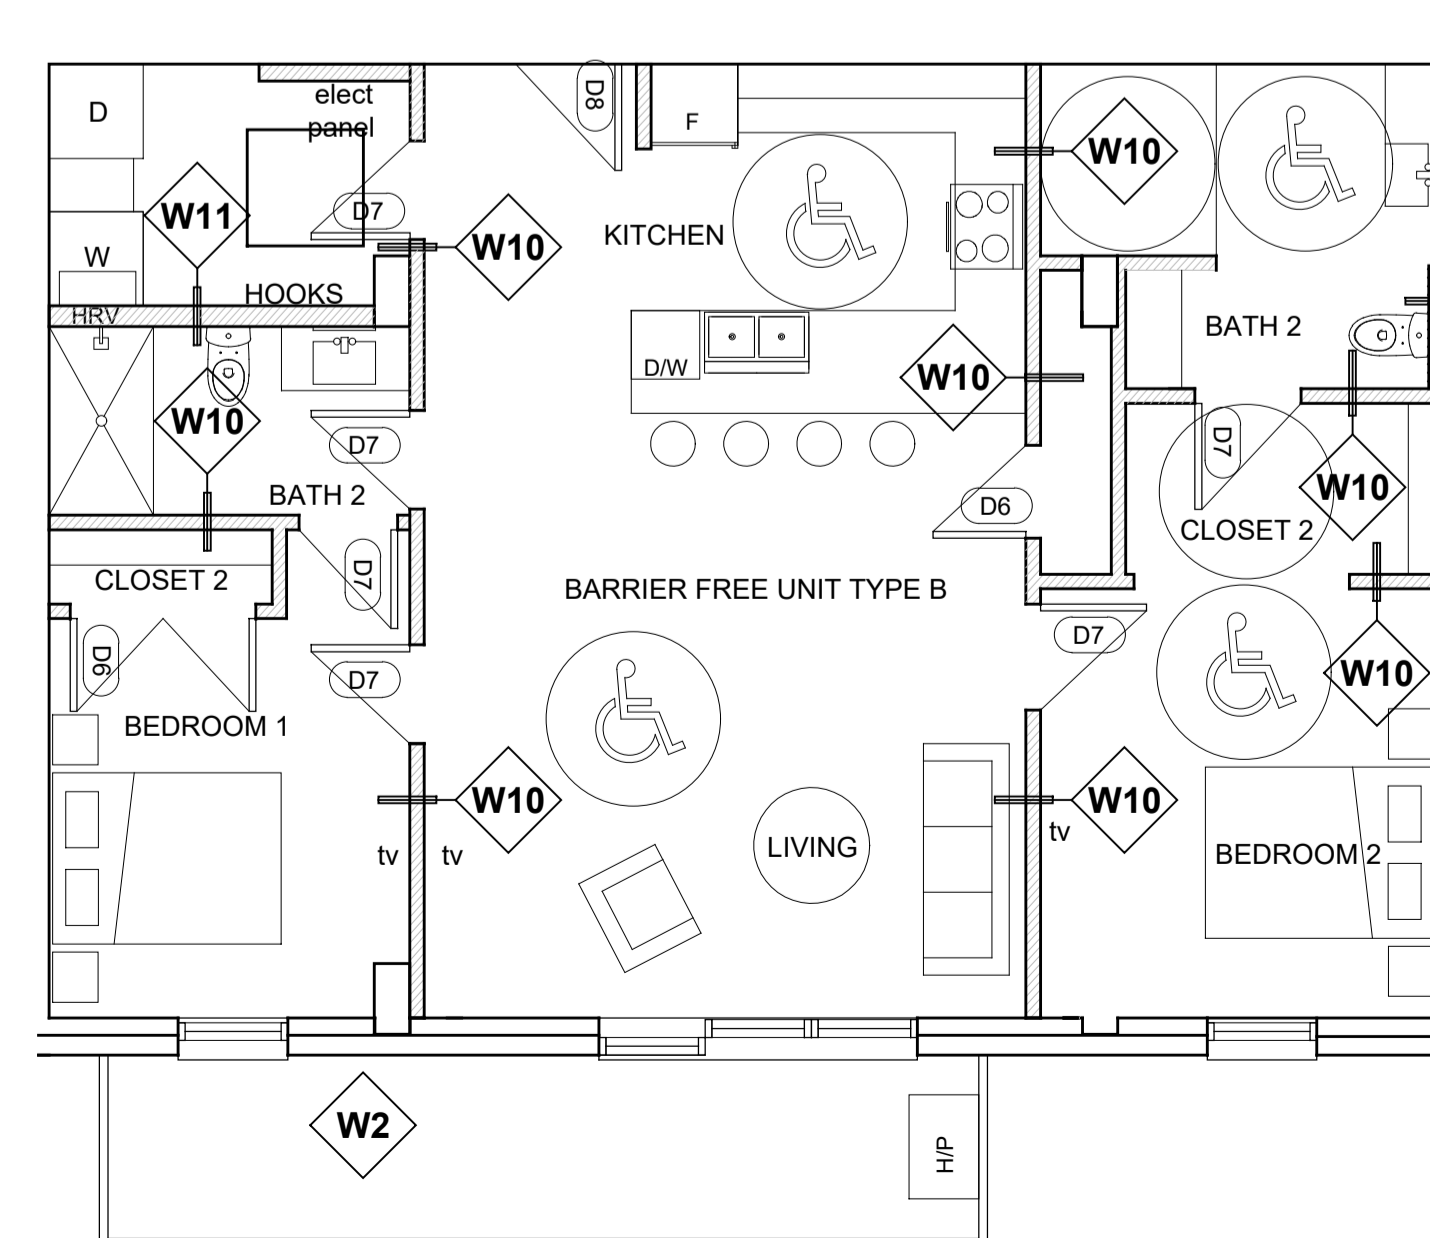 D
elect
panel
D8
F
W10
W11
D7
W10
KITCHEN
W
HOOKS
HRV
BATH 2
D/W
W10
W10
D7
D7
W10
BATH 2
D6
CLOSET 2
CLOSET 2
D7
BARRIER FREE UNIT TYPE B
D6
D7
D7
W10
BEDROOM 1
W10
W10
tv
tv
tv
LIVING
BEDROOM 2
W2
H/P